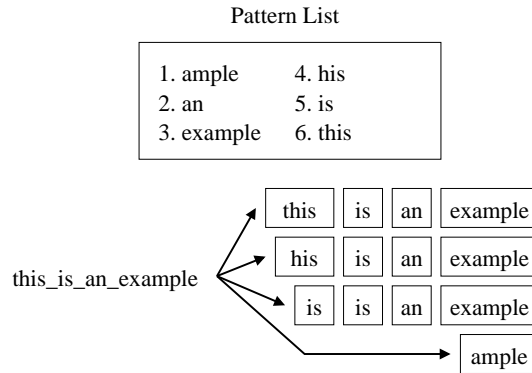 Pattern List
1. ample 4. his
2. an 5. is
3. example 6. this
this is an example
his is an example
this_is_an_example
is is an example
ample